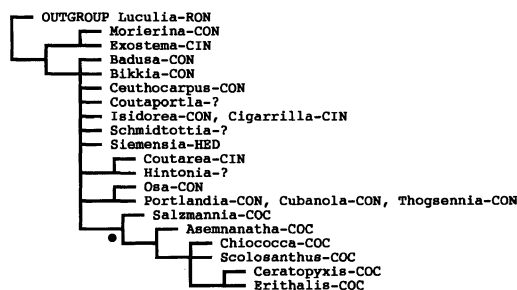 OUTGROUP Luculia-RON
Morierina-CON
Exostema-CIN
Badusa-CON
Bikkia-CON
Ceuthocarpus-CON
Coutaportla-?
Isidorea-CON, Cigarrilla-CIN
Schmidtottia-?
Siemensia-HED
Coutarea-CIN
Hintonia-?
Osa-CON
Portlandia-CON, Cubanola-CON, Thogsennia-CON
Salzmannia-COC
Asemnanatha-COC
Chiococca-COC
Scolosanthus-COC
Ceratopyxis-COC
Erithalis-COC